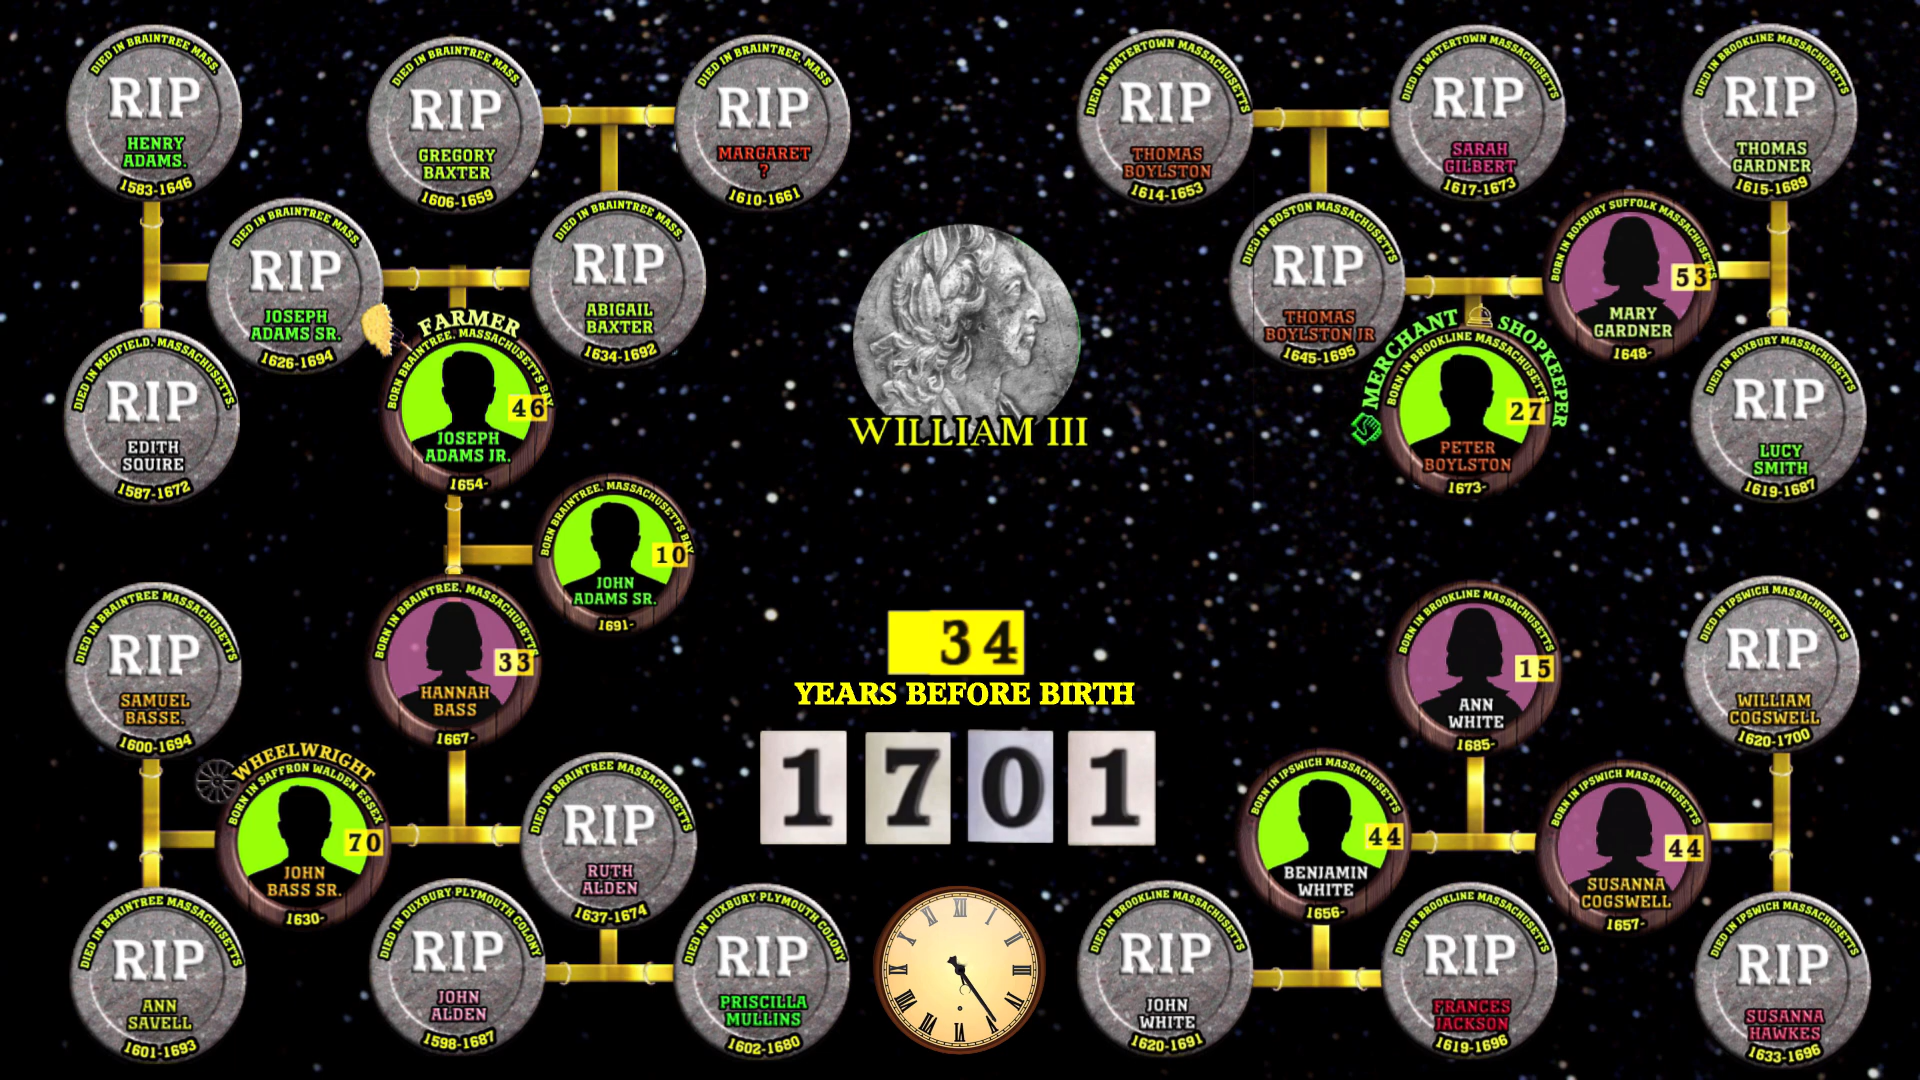 DIED IN BRAINTREE MASS.
RIP
HENRY
ADAMS.
1583-1646
DIED IN BRAINTREE MASS.
RIP
GREGORY
BAXTER
1606-1659
DIED IN BRAINTREE, MASS
RIP
MARGARET
?
1610-1661
DIED IN WATERTOWN MASSACHUSETTS
RIP
THOMAS
BOYLSTON
1614-1653
DIED IN WATERTOWN MASSACHUSETTS
RIP
SARAH
GILBERT
1617-1673
DIED IN BROOKLINE MASSACHUSETTS
RIP
THOMAS
GARDNER
1615-1689
DIED IN BRAINTREE MASS.
RIP
JOSEPH
ADAMS SR.
1626-1694
DIED IN BRAINTREE MASS.
RIP
ABIGAIL
BAXTER
1634-1692
WILLIAM III
DIED IN BOSTON MASSACHUSETTS
RIP
THOMAS
BOYLSTON JR
1645-1695
BORN IN ROXBURY SUFFOLK MASSACHUSETTS
53
MARY
GARDNER
1648-
DIED IN MEDFIELD, MASSACHUSETTS.
RIP
EDITH
SQUIRE
1587-1672
FARMER
BORN BRAINTREE, MASSACHUSETTS BAY
46
JOSEPH
ADAMS JR.
1654-
MERCHANT SHOPKEEPER
BORN IN BROOKLINE MASSACHUSETTS
27
PETER
BOYLSTON
1673-
DIED IN ROXBURY MASSACHUSETTS
RIP
LUCY
SMITH
1619-1687
BORN BRAINTREE, MASSACHUSETTS BAY
10
JOHN
ADAMS SR.
1691-
DIED IN BRAINTREE MASSACHUSETTS
RIP
SAMUEL
BASSE.
1600-1694
BORN IN BRAINTREE, MASSACHUSETTS
33
HANNAH
BASS
1667-
34
YEARS BEFORE BIRTH
1701
BORN IN BROOKLINE MASSACHUSETTS
15
ANN
WHITE
1685-
DIED IN IPSWICH MASSACHUSETTS
RIP
WILLIAM
COGSWELL
1620-1700
WHEELWRIGHT
BORN IN SAFFRON WALDEN ESSEX
70
JOHN
BASS SR.
1630-
DIED IN BRAINTREE MASSACHUSETTS
RIP
RUTH
ALDEN
1637-1674
BORN IN IPSWICH MASSACHUSETTS
44
BENJAMIN
WHITE
1656-
BORN IN IPSWICH MASSACHUSETTS
44
SUSANNA
COGSWELL
1657-
DIED IN BRAINTREE MASSACHUSETTS
RIP
ANN
SAVELL
1601-1693
DIED IN DUXBURY PLYMOUTH COLONY
RIP
JOHN
ALDEN
1598-1687
DIED IN DUXBURY PLYMOUTH COLONY
RIP
PRISCILLA
MULLINS
1602-1680
XII I II III IIII V VI VII VIII IX X XI
DIED IN BROOKLINE MASSACHUSETTS
RIP
JOHN
WHITE
1620-1691
DIED IN BROOKLINE MASSACHUSETTS
RIP
FRANCES
JACKSON
1619-1696
DIED IN IPSWICH MASSACHUSETTS
RIP
SUSANNA
HAWKES
1633-1696